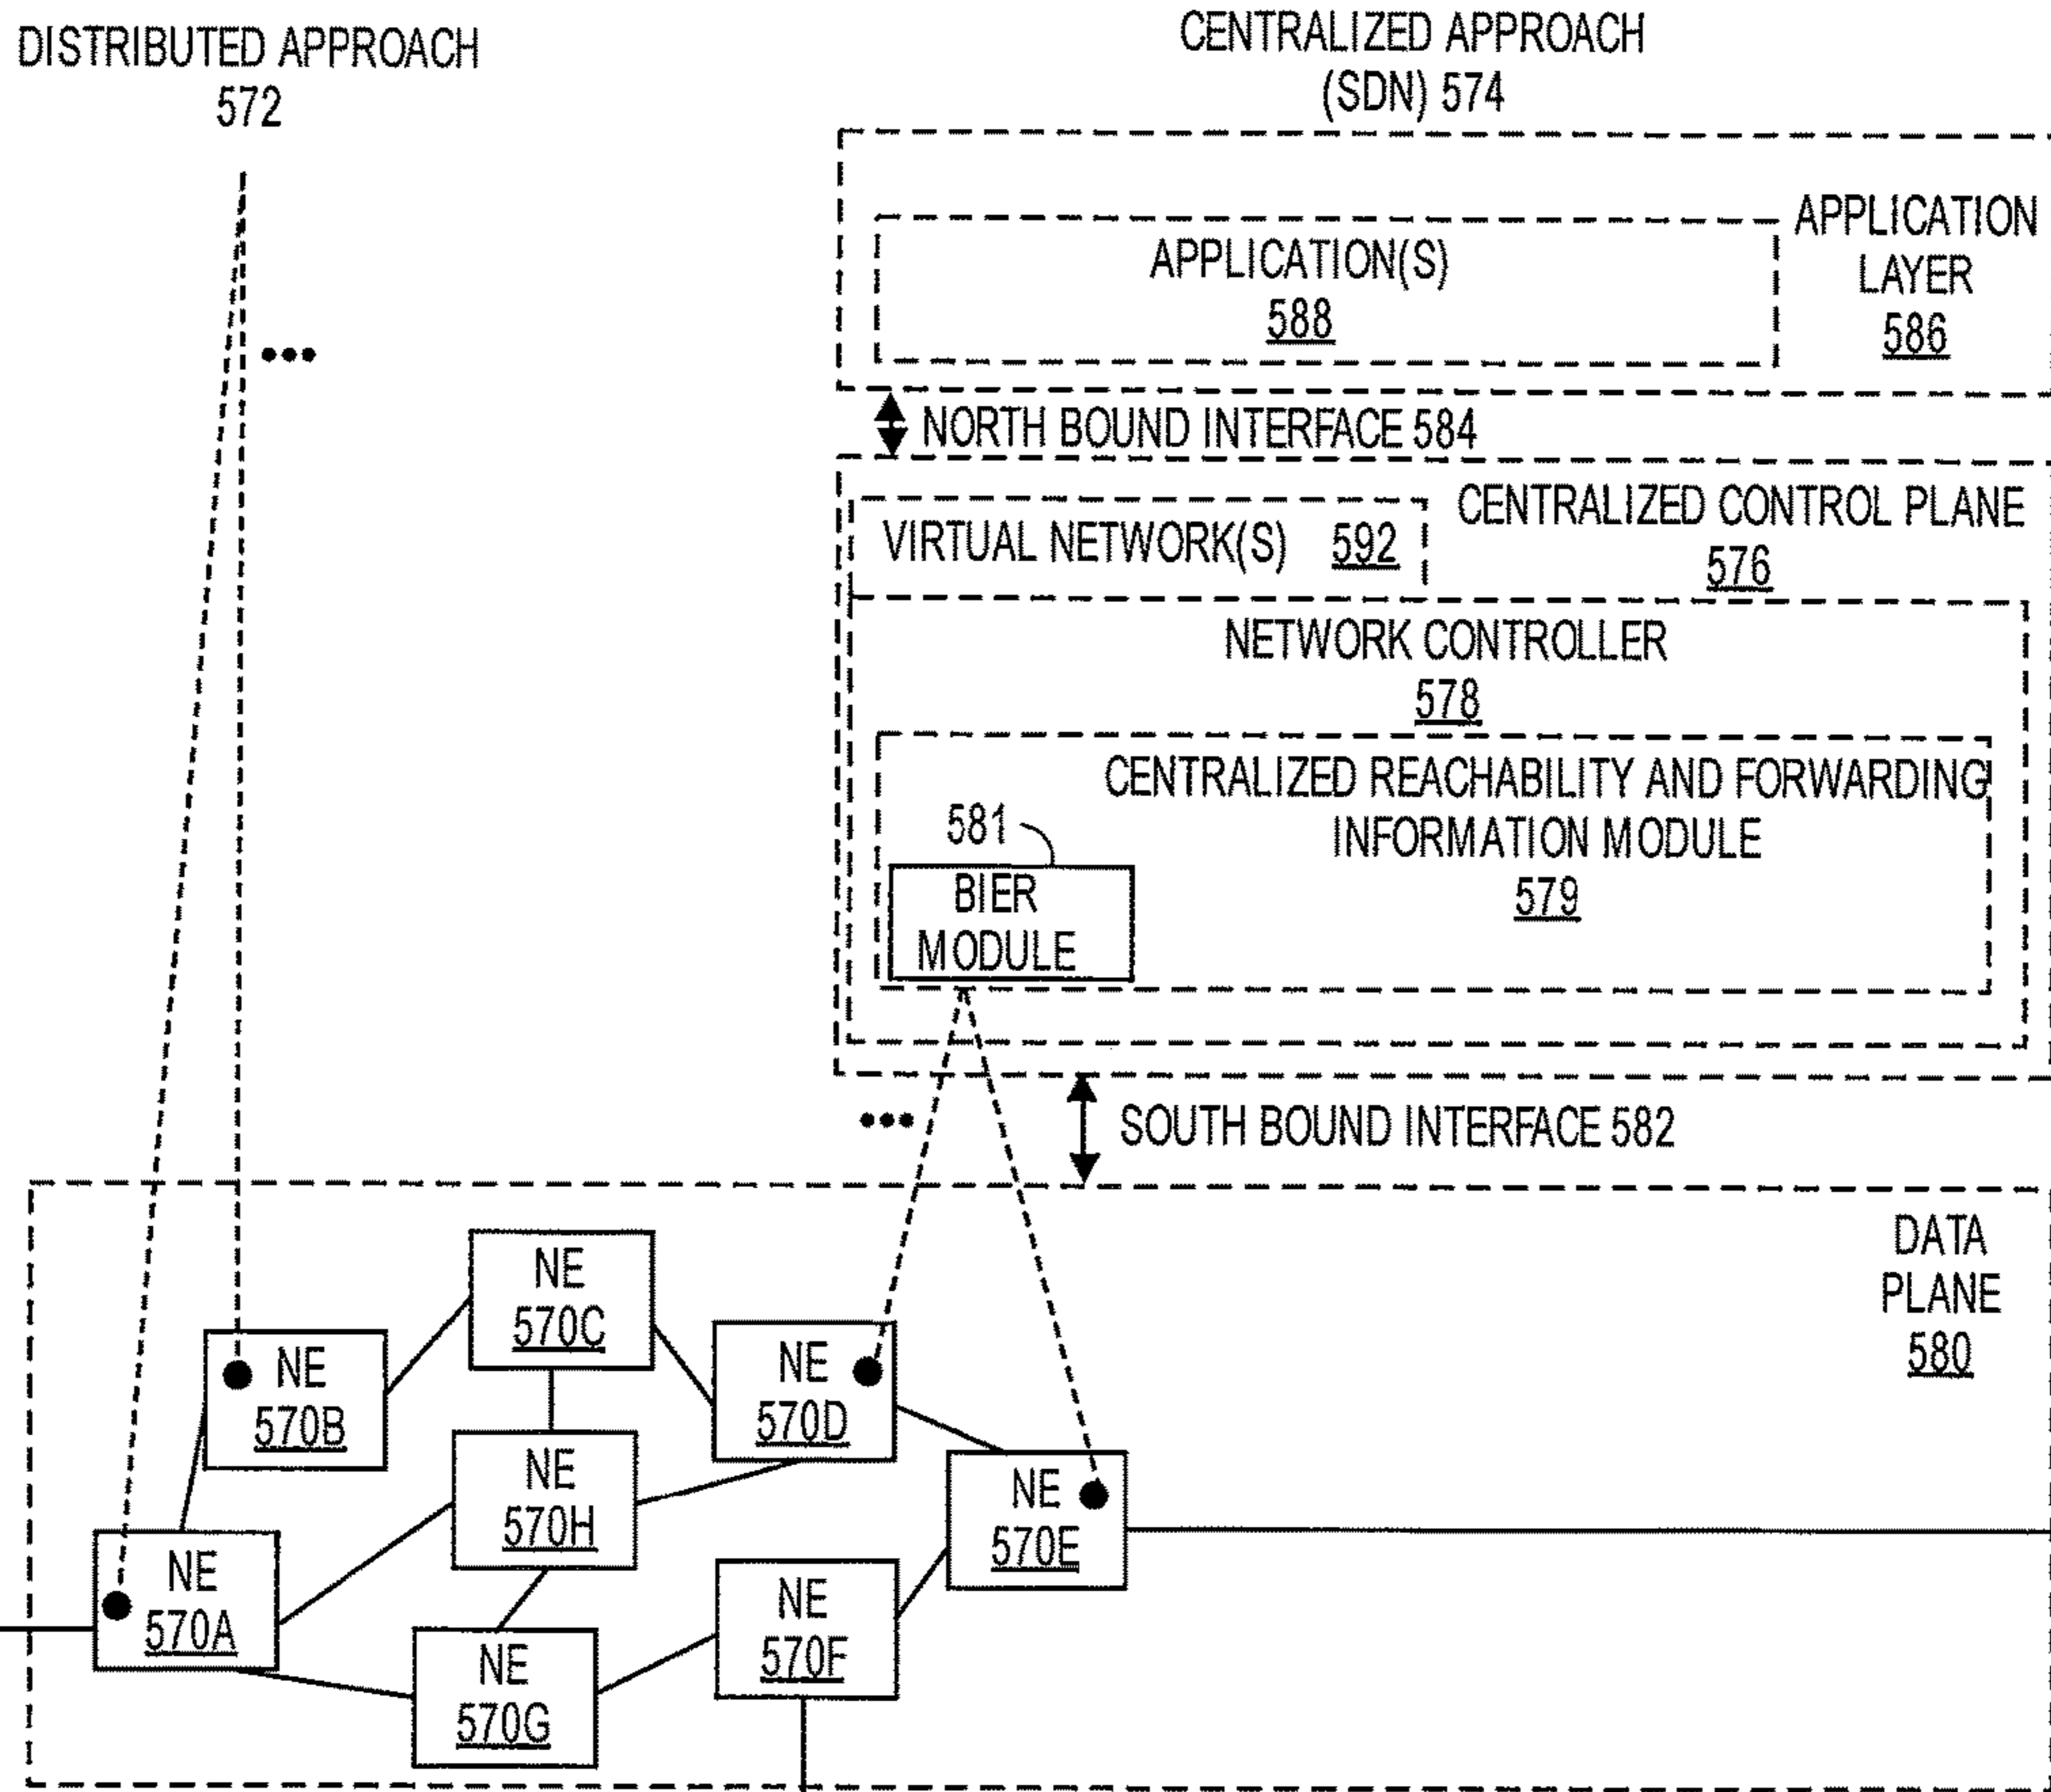 DISTRIBUTED APPROACH
572
CENTRALIZED APPROACH
(SDN) 574
APPLICATION(S)
588
APPLICATION
LAYER
586
NORTH BOUND INTERFACE 584
VIRTUAL NETWORK(S) 592
CENTRALIZED CONTROL PLANE
576
NETWORK CONTROLLER
578
CENTRALIZED REACHABILITY AND FORWARDING
INFORMATION MODULE
579
581
BIER
MODULE
SOUTH BOUND INTERFACE 582
DATA
PLANE
580
NE
570C
NE
570B
NE
570D
NE
570H
NE
570E
NE
570A
NE
570F
NE
570G